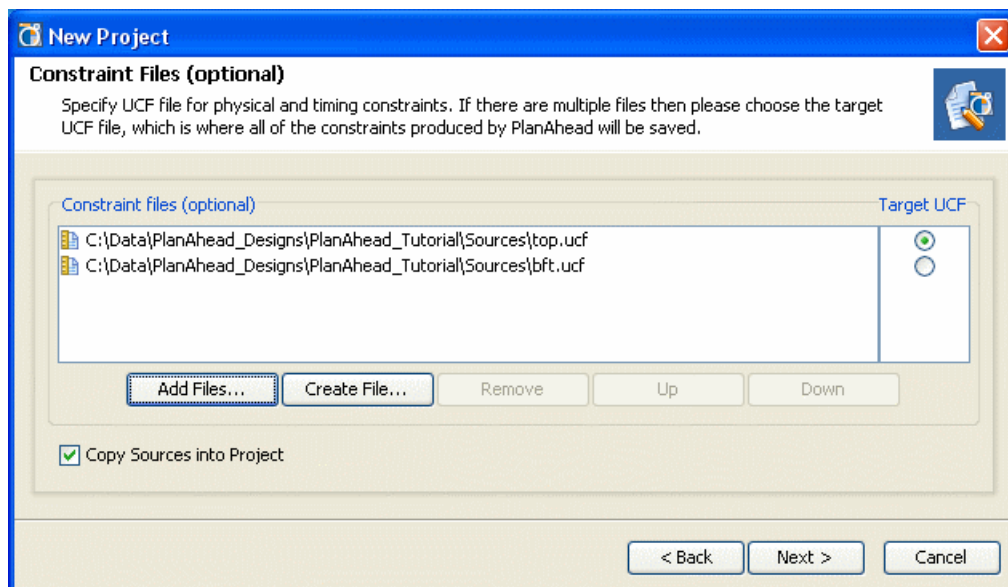 New Project
Constraint Files (optional)
Specify UCF file for physical and timing constraints. If there are multiple files then please choose the target
UCF file, which is where all of the constraints produced by PlanAhead will be saved.
Constraint files (optional) Target UCF
C:\Data\PlanAhead_Designs\PlanAhead_Tutorial\Sources\top.ucf
C:\Data\PlanAhead_Designs\PlanAhead_Tutorial\Sources\bft.ucf
Add Files... Create File... Remove Up Down
Copy Sources into Project
< Back Next > Cancel